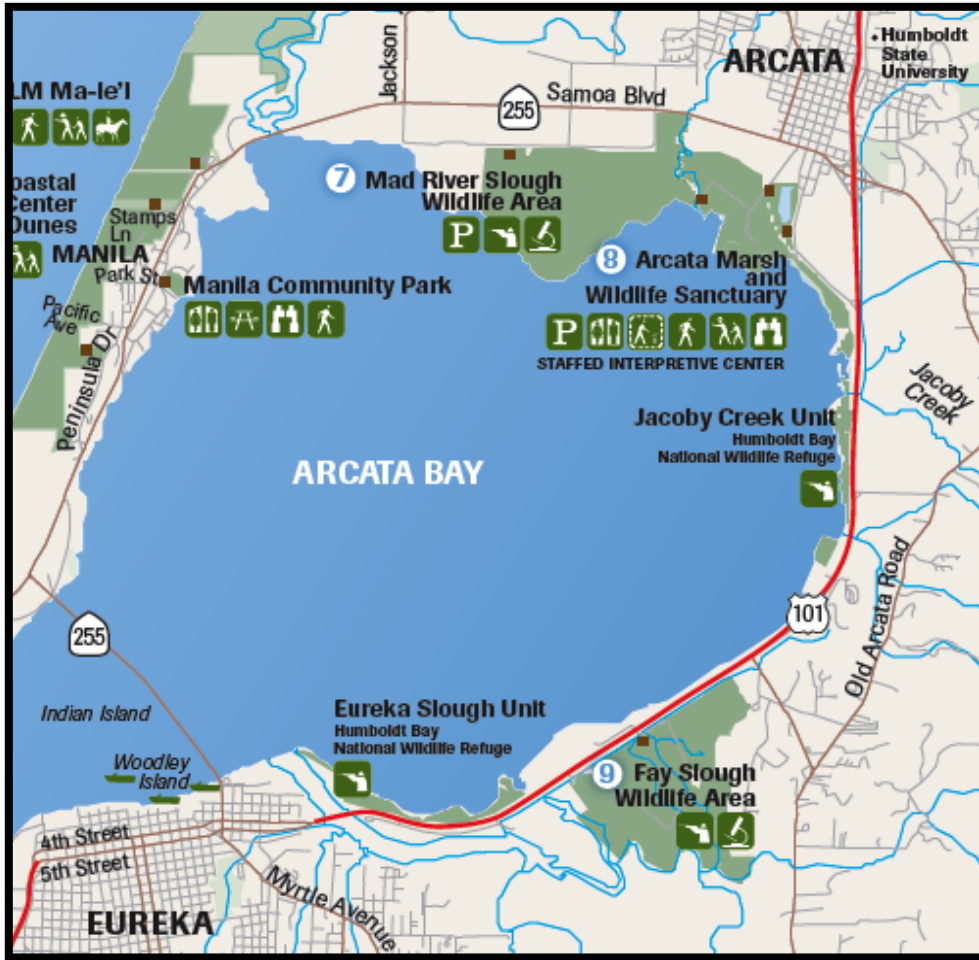 ARCATA
Humboldt
State
University
Jackson
255
Samoa Blvd
LM Ma-le'l
7 Mad River Slough
Wildlife Area
P
oastal
Center
Dunes
Stamps
Ln
MANILA
Park St
Manila Community Park
Pacific
Ave
Peninsula Dr
8 Arcata Marsh
and
Wildlife Sanctuary
P
STAFFED INTERPRETIVE CENTER
Jacoby
Creek
Jacoby Creek Unit
Humboldt Bay
National Wildlife Refuge
ARCATA BAY
101
Old Arcata Road
255
Indian Island
Woodley
Island
Eureka Slough Unit
Humboldt Bay
National Wildlife Refuge
9 Fay Slough
Wildlife Area
4th Street
5th Street
Myrtle Avenue
EUREKA